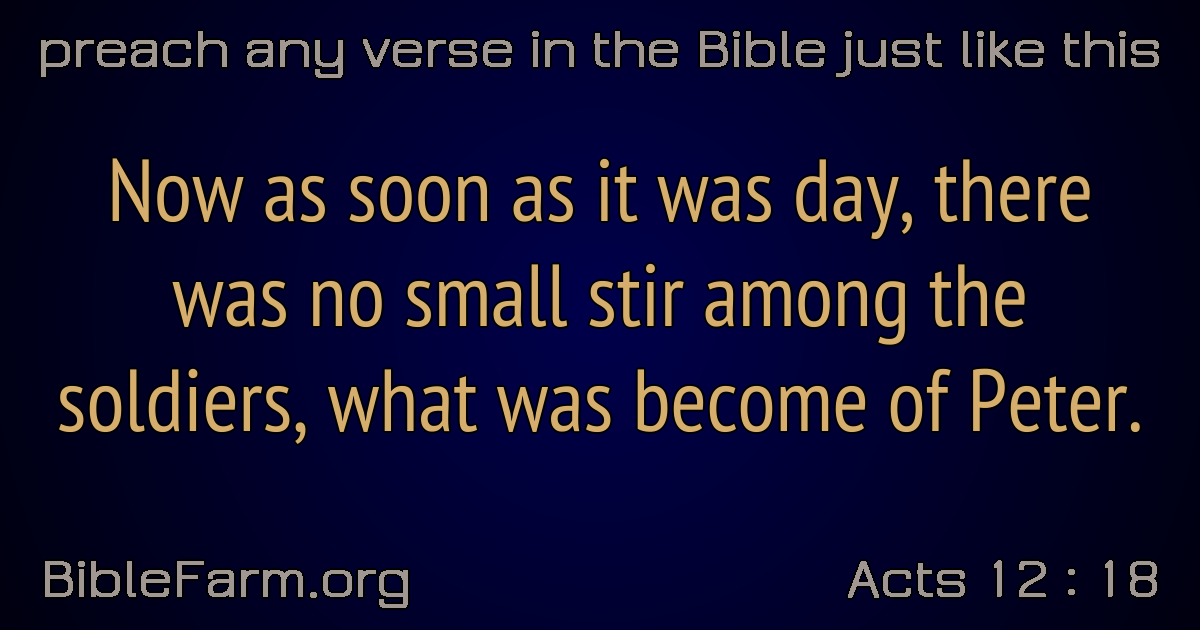 preach any verse in the Bible just like this
Now as soon as it was day, there
was no small stir among the
soldiers, what was become of Peter.
BibleFarm.org
Acts 12 : 18